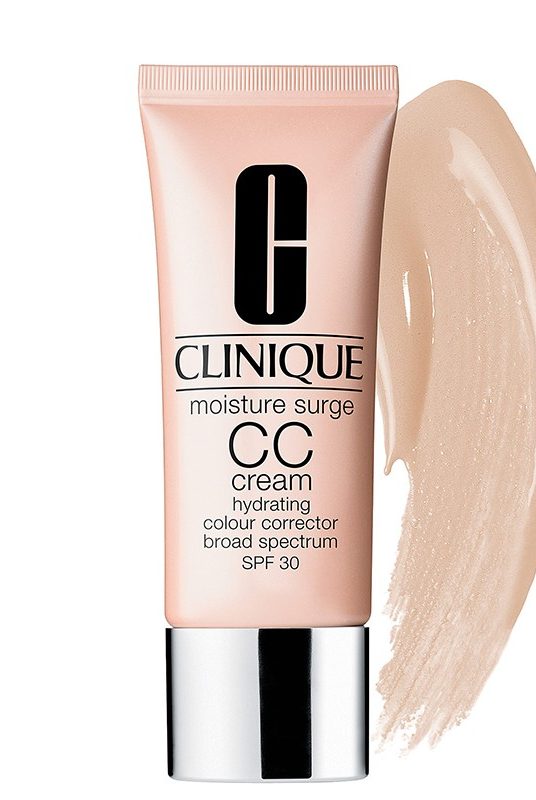 C
CLINIQUE
moisture surge
CC
cream
hydrating
colour corrector
broad spectrum
SPF 30